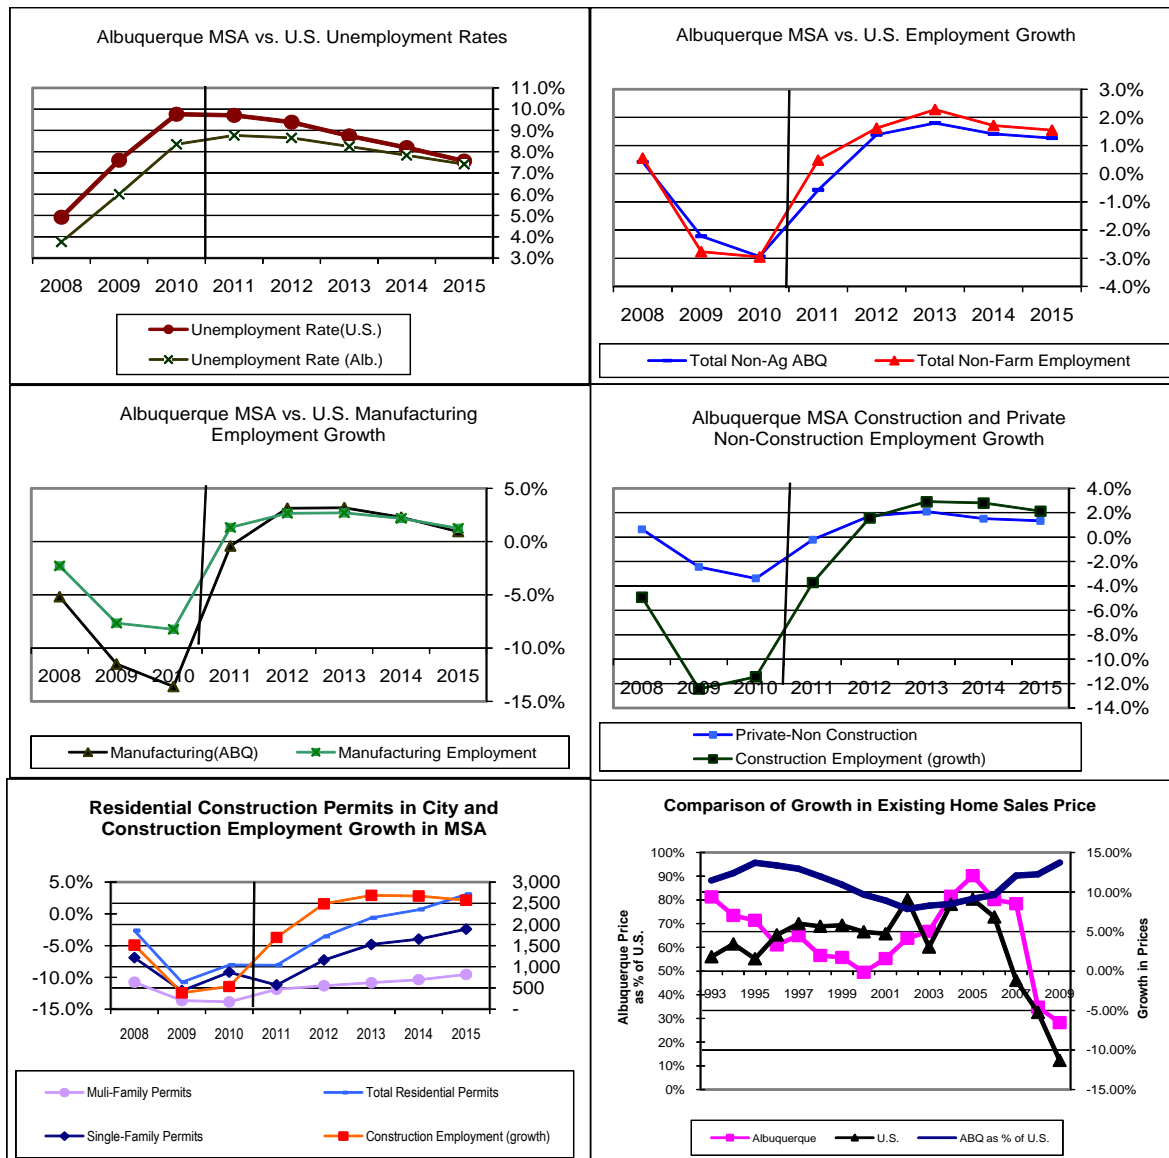 Albuquerque MSA vs. U.S. Unemployment Rates
11.0%
10.0%
9.0%
8.0%
7.0%
6.0%
5.0%
4.0%
3.0%
2008 2009 2010 2011 2012 2013 2014 2015
Unemployment Rate(U.S.)
Unemployment Rate (Alb.)
Albuquerque MSA vs. U.S. Employment Growth
3.0%
2.0%
1.0%
0.0%
-1.0%
-2.0%
-3.0%
-4.0%
2008 2009 2010 2011 2012 2013 2014 2015
Total Non-Ag ABQ Total Non-Farm Employment
Albuquerque MSA vs. U.S. Manufacturing
Employment Growth
5.0%
0.0%
-5.0%
-10.0%
-15.0%
2008 2009 2010 2011 2012 2013 2014 2015
Manufacturing(ABQ) Manufacturing Employment
Albuquerque MSA Construction and Private
Non-Construction Employment Growth
4.0%
2.0%
0.0%
-2.0%
-4.0%
-6.0%
-8.0%
-10.0%
-12.0%
-14.0%
2008 2009 2010 2011 2012 2013 2014 2015
Private-Non Construction
Construction Employment (growth)
Residential Construction Permits in City and
Construction Employment Growth in MSA
5.0%
0.0%
-5.0%
-10.0%
-15.0%
3,000
2,500
2,000
1,500
1,000
500
-
2008 2009 2010 2011 2012 2013 2014 2015
Muli-Family Permits Total Residential Permits
Single-Family Permits Construction Employment (growth)
Comparison of Growth in Existing Home Sales Price
100%
90%
80%
70%
60%
50%
40%
30%
20%
10%
0%
Albuquerque Price
as % of U.S.
15.00%
10.00%
5.00%
0.00%
-5.00%
-10.00%
-15.00%
Growth in Prices
1993 1995 1997 1999 2001 2003 2005 2007 2009
Albuquerque U.S. ABQ as % of U.S.